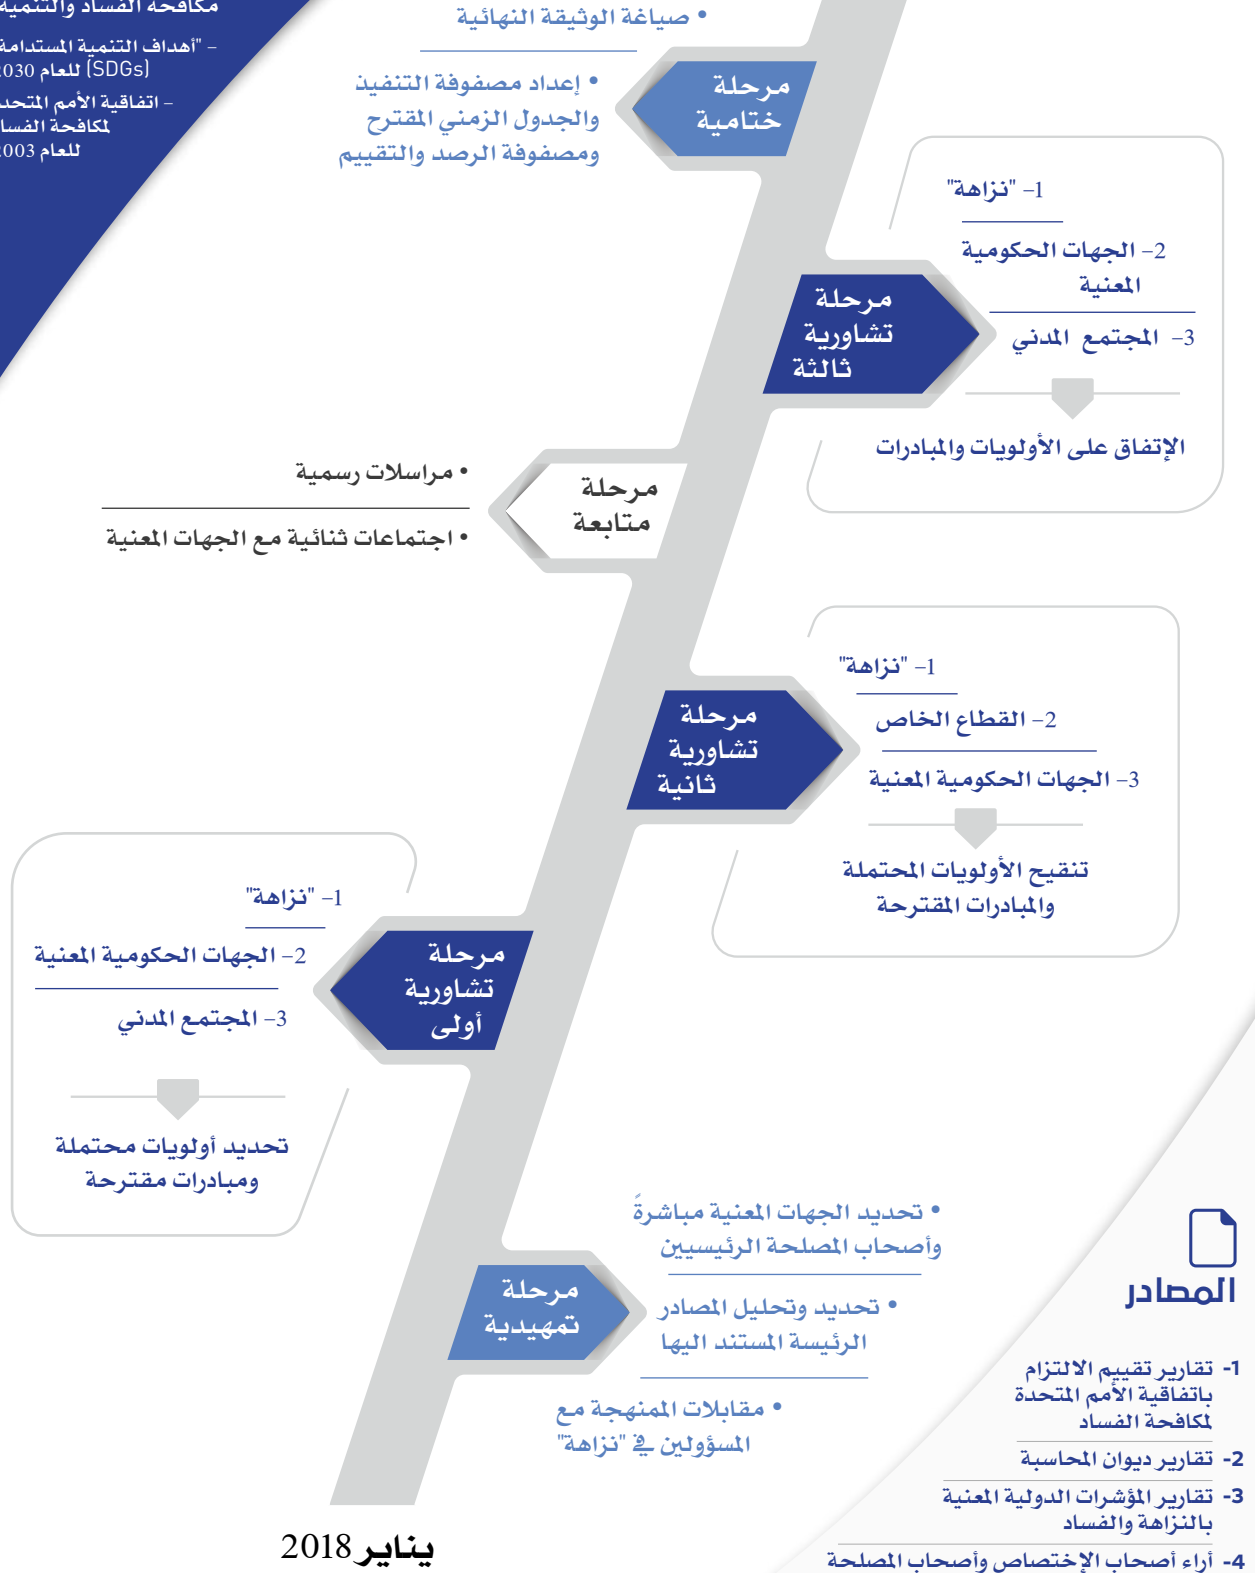 مكافحة الفساد والتنمية
– "أهداف التنمية المستدامة
(SDGs) للعام 2030
– اتفاقية الأمم المتحدة
لمكافحة الفساد
للعام 2003
• صياغة الوثيقة النهائية
• إعداد مصفوفة التنفيذ
والجدول الزمني المقترح
ومصفوفة الرصد والتقييم
مرحلة
ختامية
1– "نزاهة"
2– الجهات الحكومية
المعنية
3– المجتمع المدني
الإتفاق على الأولويات والمبادرات
مرحلة
تشاورية
ثالثة
• مراسلات رسمية
• اجتماعات ثنائية مع الجهات المعنية
مرحلة
متابعة
1– "نزاهة"
2– القطاع الخاص
3– الجهات الحكومية المعنية
تنقيح الأولويات المحتملة
والمبادرات المقترحة
مرحلة
تشاورية
ثانية
1– "نزاهة"
2– الجهات الحكومية المعنية
3– المجتمع المدني
تحديد أولويات محتملة
ومبادرات مقترحة
مرحلة
تشاورية
أولى
• تحديد الجهات المعنية مباشرةً
وأصحاب المصلحة الرئيسيين
• تحديد وتحليل المصادر
الرئيسة المستند اليها
• مقابلات الممنهجة مع
المسؤولين في "نزاهة"
مرحلة
تمهيدية
يناير 2018
المصادر
1- تقارير تقييم الالتزام
باتفاقية الأمم المتحدة
لمكافحة الفساد
2- تقارير ديوان المحاسبة
3- تقارير المؤشرات الدولية المعنية
بالنزاهة والفساد
4- أراء أصحاب الإختصاص وأصحاب المصلحة